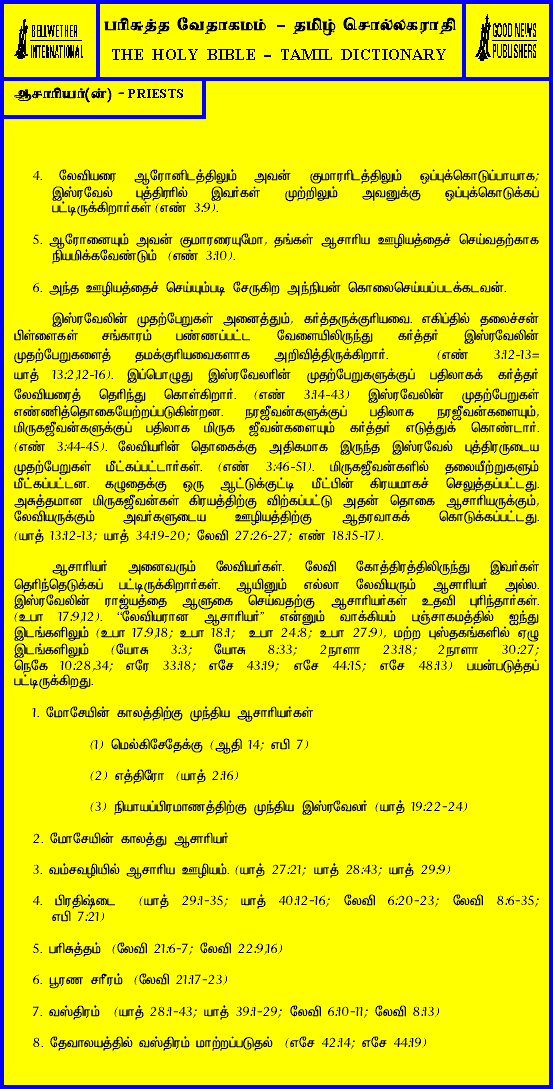 BELLWETHER
INTERNATIONAL
பரிசுத்த வேதாகமம் – தமிழ் சொல்லகராதி
THE HOLY BIBLE – TAMIL DICTIONARY
GOOD NEWS
PUBLISHERS
ஆசாரியர்(ன்) - PRIESTS
4. லேவியரை ஆரோனிடத்திலும் அவன் குமாரரிடத்திலும் ஒப்புக்கொடுப்பாயாக;
இஸ்ரவேல் புத்திரரில் இவர்கள் முற்றிலும் அவனுக்கு ஒப்புக்கொடுக்கப்
பட்டிருக்கிறார்கள் (எண் 3.9).
5. ஆரோனையும் அவன் குமாரரையுமோ, தங்கள் ஆசாரிய ஊழியத்தைச் செய்வதற்காக
நியமிக்கவேண்டும் (எண் 3:10).
6. அந்த ஊழியத்தைச் செய்யும்படி சேருகிற அந்நியன் கொலைசெய்யப்படக்கடவன்.
இஸ்ரவேலின் முதற்பேறுகள் அனைத்தும், கர்த்தருக்குரியவை. எகிப்தில் தலைச்சன்
பிள்ளைகள் சங்காரம் பண்ணப்பட்ட வேளையிலிருந்து கர்த்தர் இஸ்ரவேலின்
முதற்பேறுகளைத் தமக்குரியவைகளாக அறிவித்திருக்கிறார். (எண் 3:12-13=
யாத் 13:2,12-16). இப்பொழுது இஸ்ரவேலரின் முதற்பேறுகளுக்குப் பதிலாகக் கர்த்தர்
லேவியரைத் தெரிந்து கொள்கிறார். (எண் 3:14-43) இஸ்ரவேலின் முதற்பேறுகள்
எண்ணித்தொகையேற்றப்படுகின்றன. நரஜீவன்களுக்குப் பதிலாக நரஜீவன்களையும்,
மிருகஜீவன்களுக்குப் பதிலாக மிருக ஜீவன்களையும் கர்த்தர் எடுத்துக் கொண்டார்.
(எண் 3:44-45). லேவியரின் தொகைக்கு அதிகமாக இருந்த இஸ்ரவேல் புத்திரருடைய
முதற்பேறுகள் மீட்கப்பட்டார்கள். (எண் 3:46-51). மிருகஜீவன்களில் தலையீற்றுகளும்
மீட்கப்பட்டன. கழுதைக்கு ஒரு ஆட்டுக்குட்டி மீட்பின் கிரயமாகச் செலுத்தப்பட்டது.
அசுத்தமான மிருகஜீவன்கள் கிரயத்திற்கு விற்கப்பட்டு அதன் தொகை ஆசாரியருக்கும்,
லேவியருக்கும் அவர்களுடைய ஊழியத்திற்கு ஆதரவாகக் கொடுக்கப்பட்டது.
(யாத் 13:12-13; யாத் 34:19-20; லேவி 27:26-27; எண் 18:15-17).
ஆசாரியர் அனைவரும் லேவியர்கள். லேவி கோத்திரத்திலிருந்து இவர்கள்
தெரிந்தெடுக்கப் பட்டிருக்கிறார்கள். ஆயினும் எல்லா லேவியரும் ஆசாரியர் அல்ல.
இஸ்ரவேலின் ராஜ்யத்தை ஆளுகை செய்வதற்கு ஆசாரியர்கள் உதவி புரிந்தார்கள்.
(உபா 17:9,12). “லேவியரான ஆசாரியர்” என்னும் வாக்கியம் பஞ்சாகமத்தில் ஐந்து
இடங்களிலும் (உபா 17:9,18; உபா 18:1; உபா 24:8; உபா 27:9), மற்ற புஸ்தகங்களில் ஏழு
இடங்களிலும் (யோசு 3:3; யோசு 8:33; 2நாளா 23:18; 2நாளா 30:27;
நெகே 10:28,34; எரே 33:18; எசே 43:19; எசே 44:15; எசே 48:13) பயன்படுத்தப்
பட்டிருக்கிறது.
1. மோசேயின் காலத்திற்கு முந்திய ஆசாரியர்கள்
(1) மெல்கிசேதேக்கு (ஆதி 14; எபி 7)
(2) எத்திரோ (யாத் 2:16)
(3) நியாயப்பிரமாணத்திற்கு முந்திய இஸ்ரவேலர் (யாத் 19:22-24)
2. மோசேயின் காலத்து ஆசாரியர்
3. வம்சவழியில் ஆசாரிய ஊழியம். (யாத் 27:21; யாத் 28:43; யாத் 29:9)
4. பிரதிஷ்டை (யாத் 29:1-35; யாத் 40:12-16; லேவி 6:20-23; லேவி 8:6-35;
எபி 7:21)
5. பரிசுத்தம் (லேவி 21:6-7; லேவி 22:9,16)
6. பூரண சரீரம் (லேவி 21:17-23)
7. வஸ்திரம் (யாத் 28:1-43; யாத் 39:1-29; லேவி 6:10-11; லேவி 8:13)
8. தேவாலயத்தில் வஸ்திரம் மாற்றப்படுதல் (எசே 42:14; எசே 44:19)